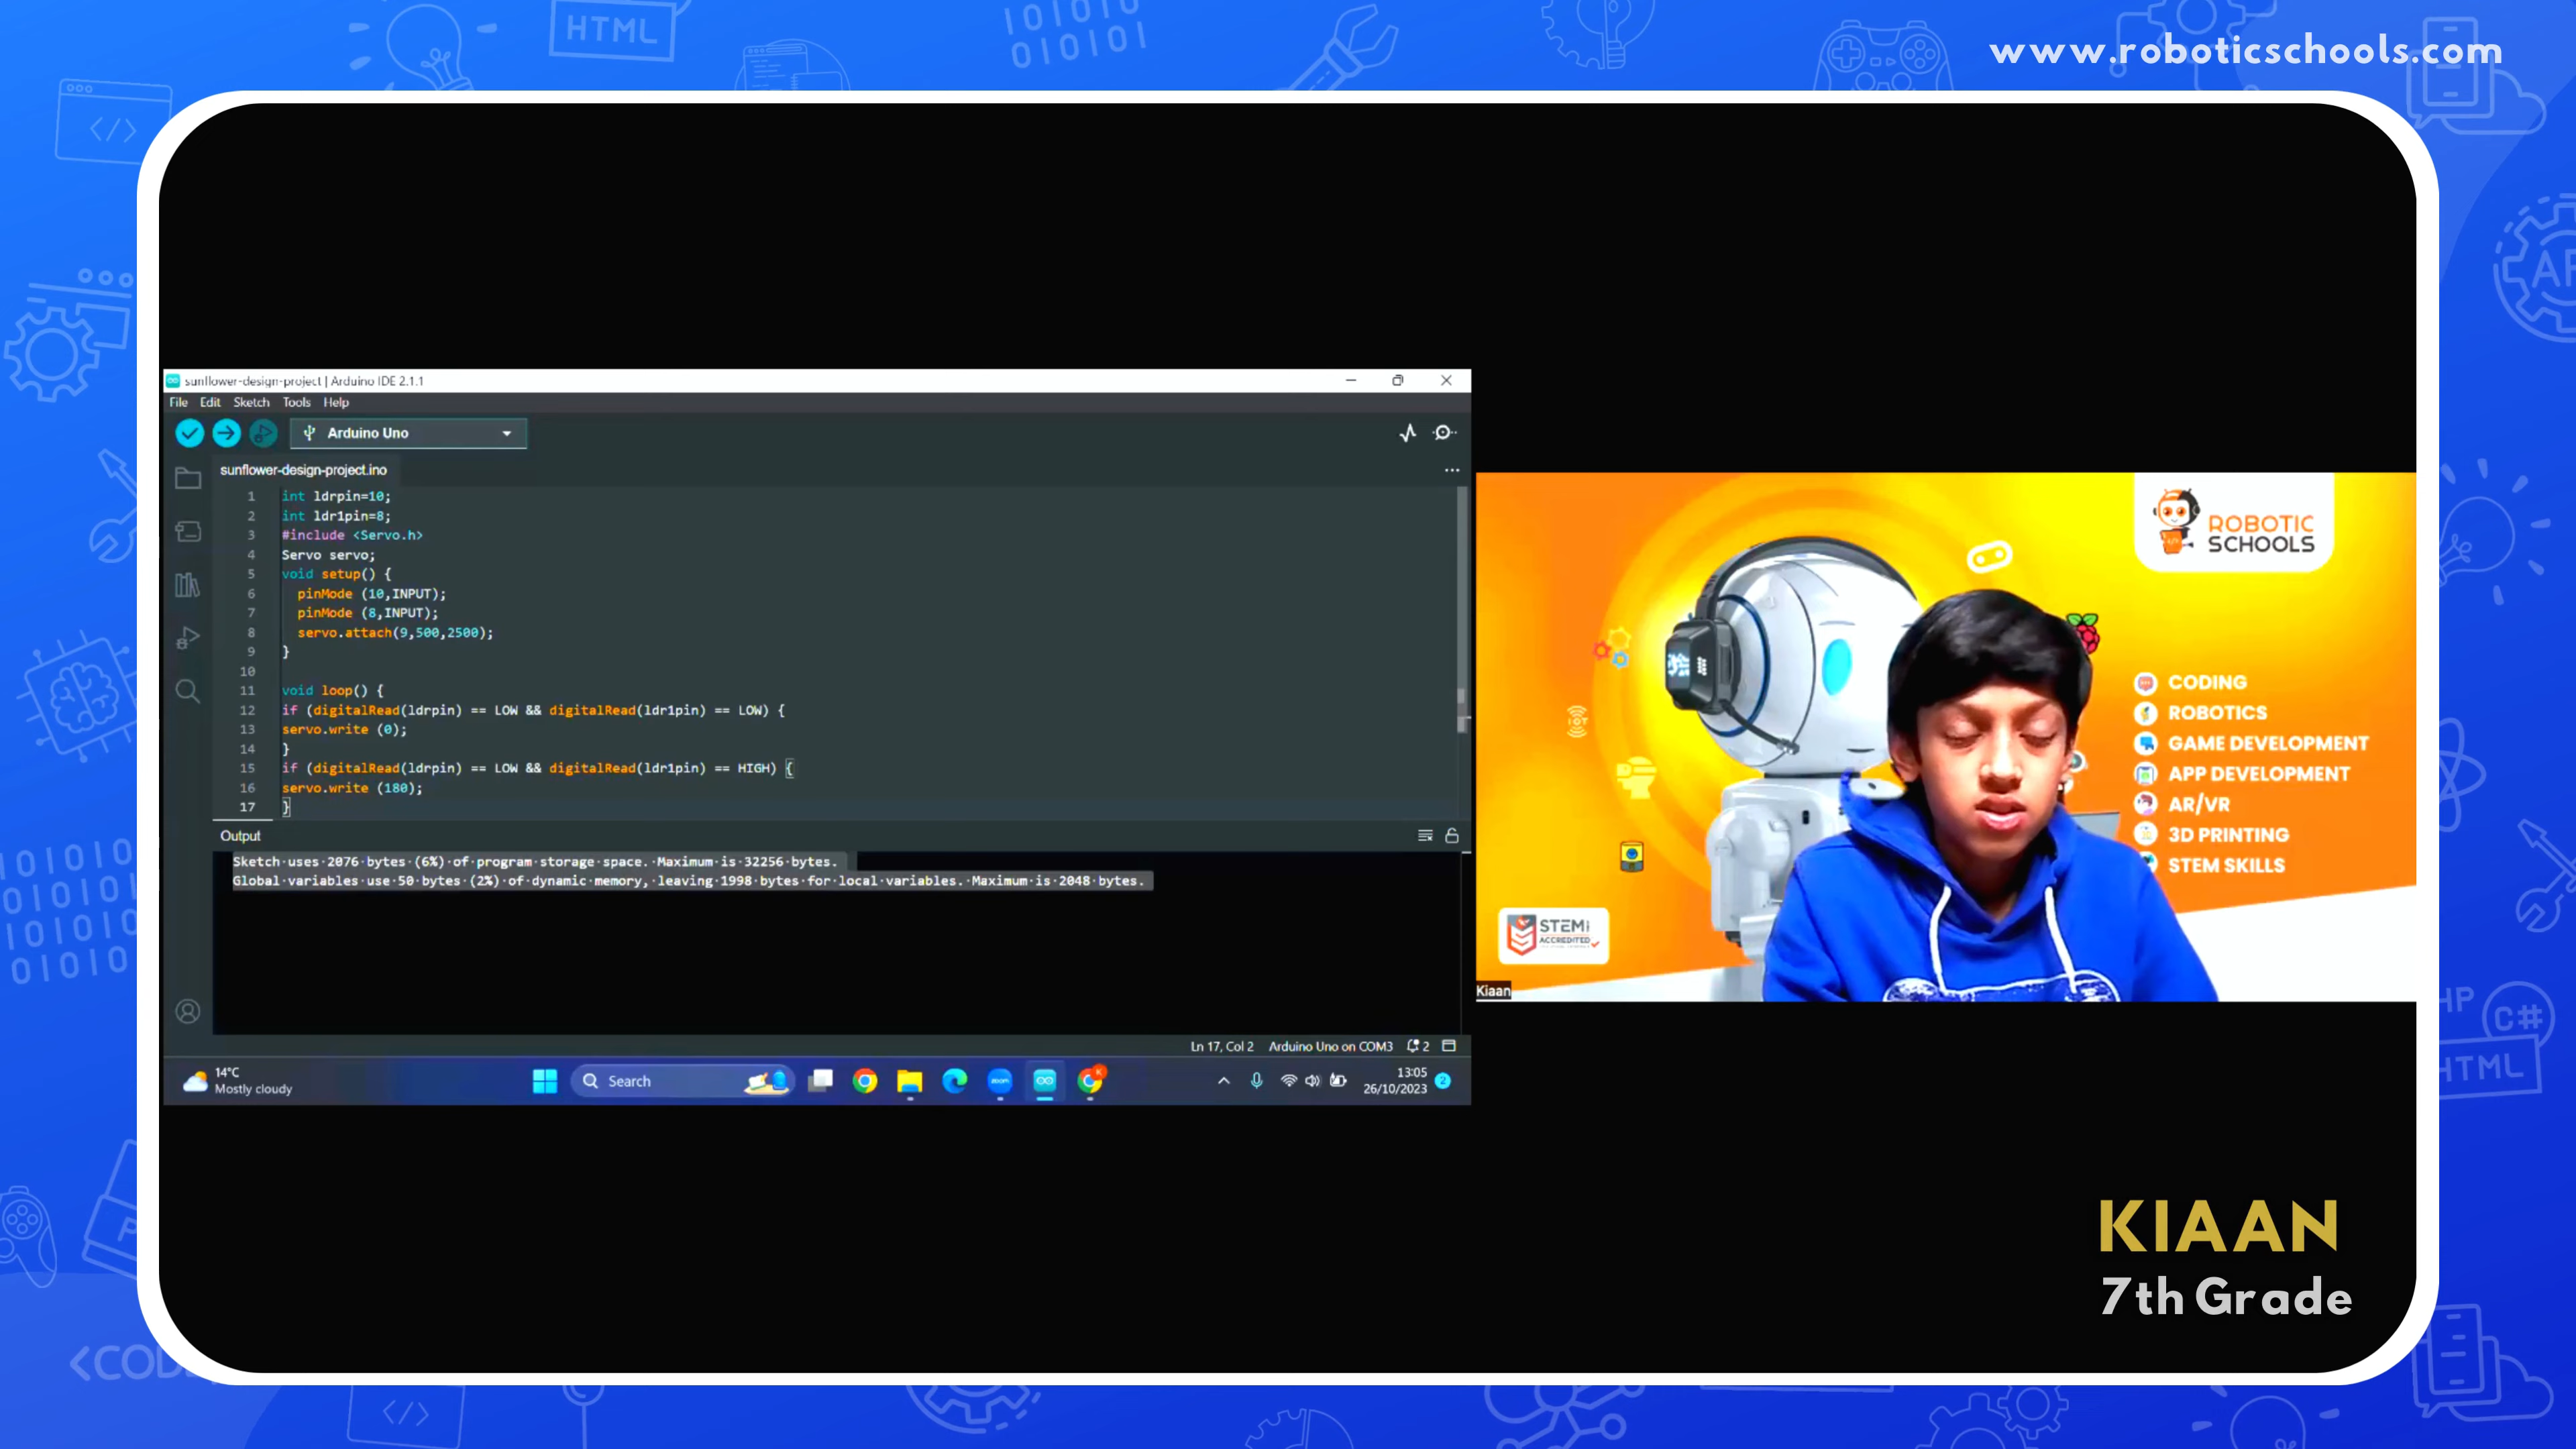 www.roboticschools.com
HTML
sunflower-design-project | Arduino IDE 2.1.1
File Edit Sketch Tools Help
Arduino Uno
sunflower-design-project.ino
1 int ldrpin=10;
2 int ldr1pin=8;
3 #include <Servo.h>
4 Servo servo;
5 void setup() {
6 pinMode (10,INPUT);
7 pinMode (8,INPUT);
8 servo.attach(9,500,2500);
9 }
10
11 void loop() {
12 if (digitalRead(ldrpin) == LOW && digitalRead(ldr1pin) == LOW) {
13 servo.write (0);
14 }
15 if (digitalRead(ldrpin) == LOW && digitalRead(ldr1pin) == HIGH) {
16 servo.write (180);
17 }
Output
Sketch uses 2076 bytes (6%) of program storage space. Maximum is 32256 bytes.
Global variables use 50 bytes (2%) of dynamic memory, leaving 1998 bytes for local variables. Maximum is 2048 bytes.
Ln 17, Col 2 Arduino Uno on COM3 2
14°C
Mostly cloudy
Search
zoom
13:05
26/10/2023
2
ROBOTIC
SCHOOLS
IOT
CODING
ROBOTICS
GAME DEVELOPMENT
APP DEVELOPMENT
AR/VR
3D PRINTING
STEM SKILLS
STEM
ACCREDITED
Kiaan
KIAAN
7th Grade
C#
HTML